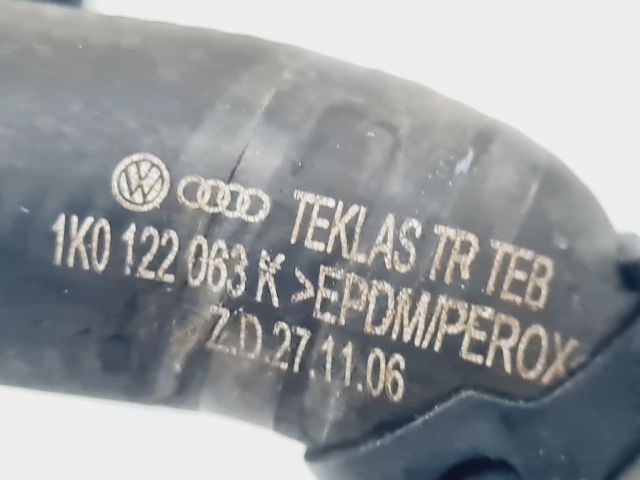 TEKLAS TR TEB
1K0 122 063 K >EPDM/PEROX<
Z.D 27.11.06